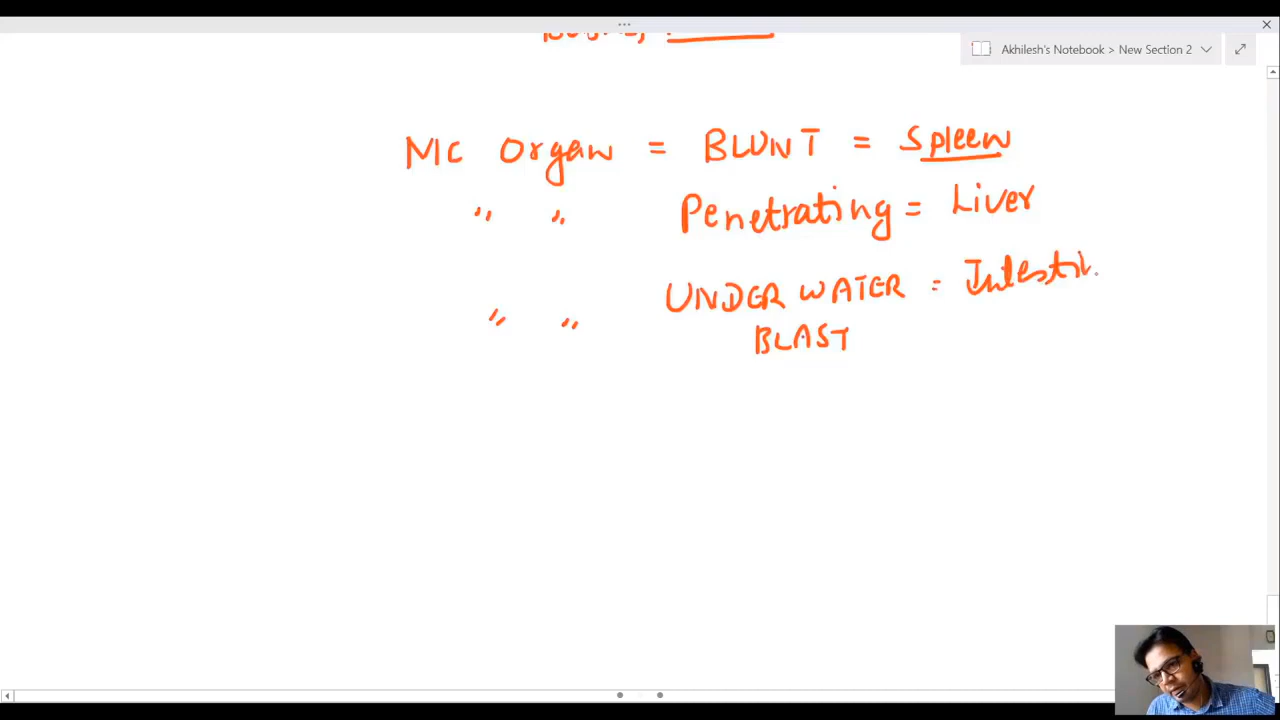 Akhilesh's Notebook > New Section 2
MC Organ = BLUNT = Spleen
" " Penetrating = Liver
" " UNDER WATER = Intesti
BLAST